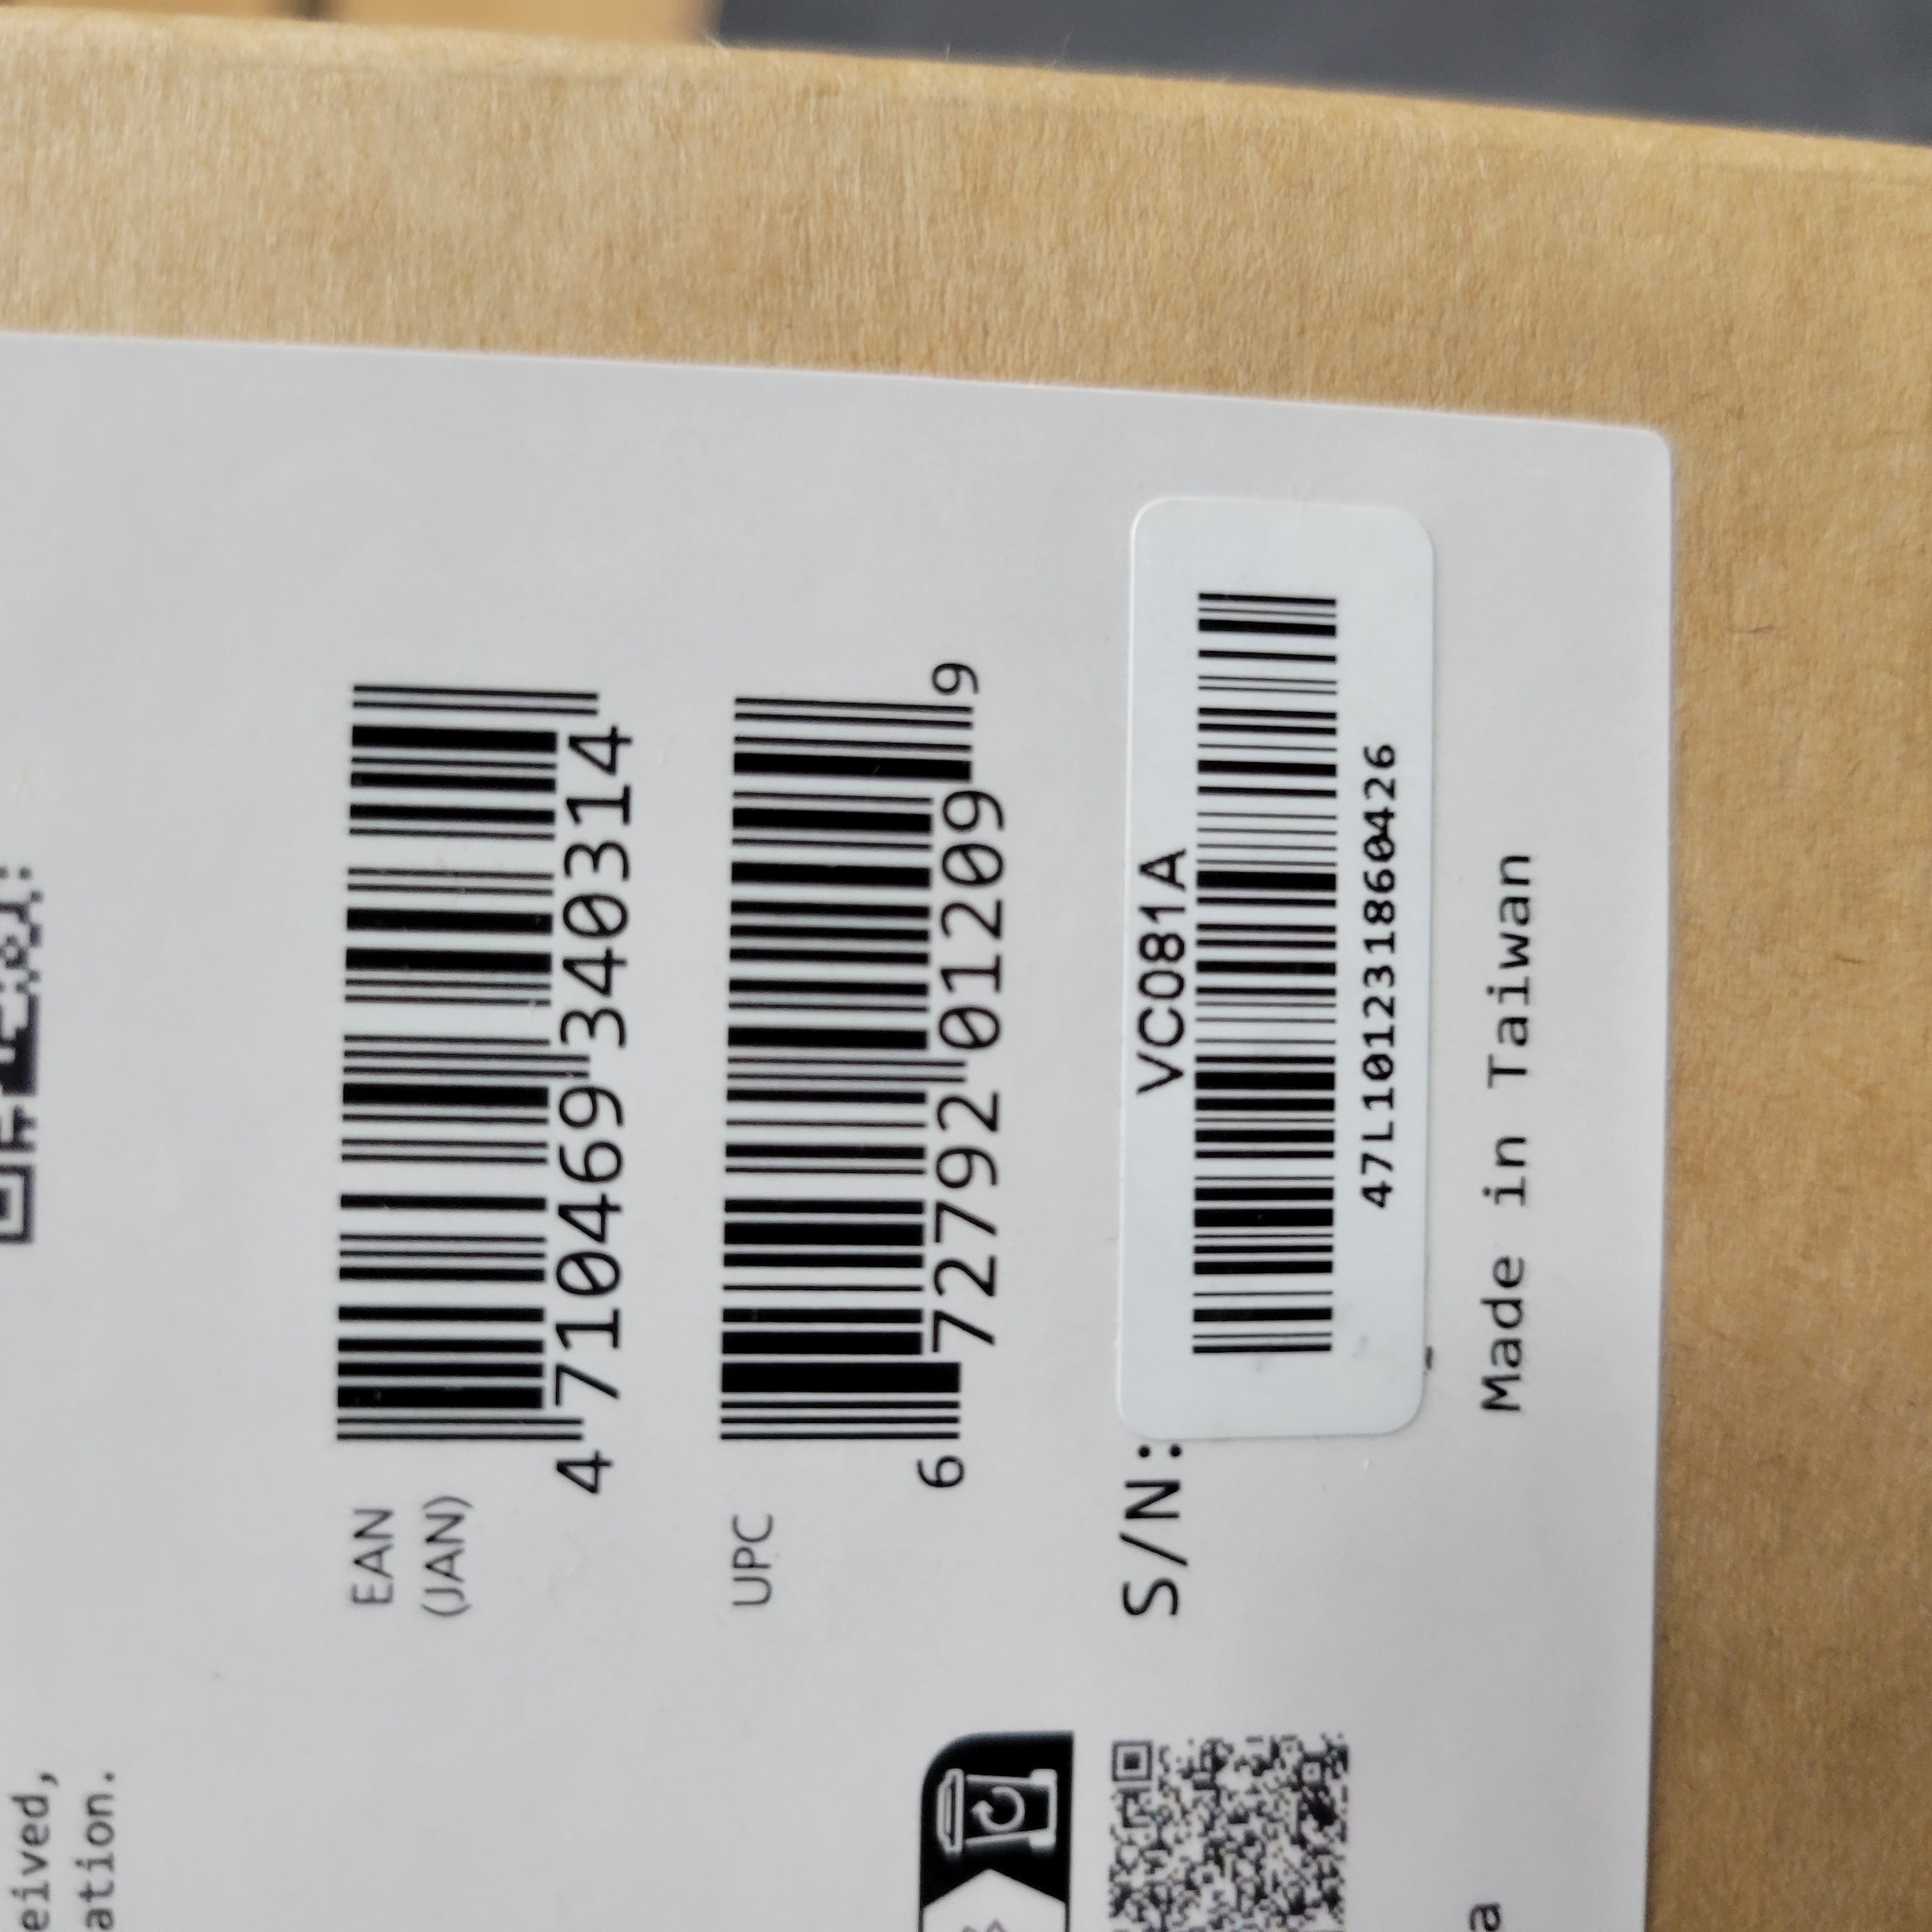 EAN
(JAN)
4 710469 340314
UPC
6 72792 01209 9
S/N:
VC081A
47L101231860426
Made in Taiwan
eived,
ation.
a